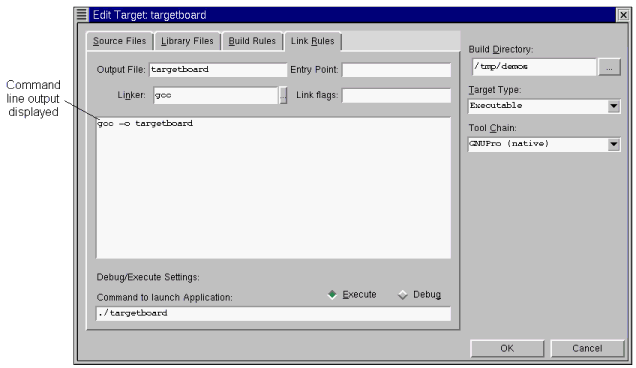 Edit Target: targetboard
Source Files Library Files Build Rules Link Rules
Output File: targetboard Entry Point:
Linker: gcc ... Link flags:
gcc -o targetboard
Command
line output
displayed
Debug/Execute Settings:
Command to launch Application: Execute Debug
./targetboard
Build Directory:
/tmp/demos ...
Target Type:
Executable
Tool Chain:
GNUPro (native)
OK Cancel